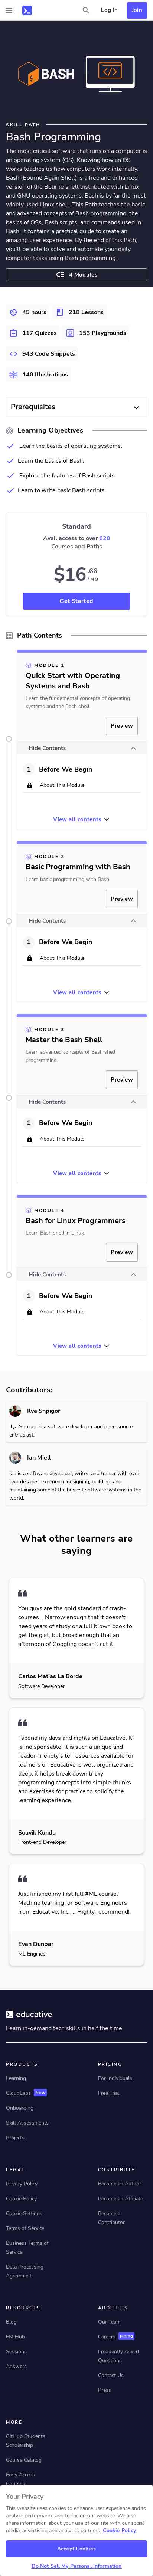 Log In
Join
BASH
SKILL PATH
Bash Programming
The most critical software that runs on a computer is
an operating system (OS). Knowing how an OS
works teaches us how computers work internally.
Bash (Bourne Again SHell) is a free and enhanced
version of the Bourne shell distributed with Linux
and GNU operating systems. Bash is by far the most
widely used Linux shell. This Path teaches the basic
and advanced concepts of Bash programming, the
basics of OSs, Bash scripts, and commands used in
Bash. It contains a practical guide to create an
amazing user experience. By the end of this Path,
you'll be able to solve and automate your daily
complex computer tasks using Bash programming.
4 Modules
45 hours
218 Lessons
117 Quizzes
153 Playgrounds
943 Code Snippets
140 Illustrations
Prerequisites
Learning Objectives
Learn the basics of operating systems.
Learn the basics of Bash.
Explore the features of Bash scripts.
Learn to write basic Bash scripts.
Standard
Avail access to over 620
Courses and Paths
$16 .66 / MO
Get Started
Path Contents
MODULE 1
Quick Start with Operating
Systems and Bash
Learn the fundamental concepts of operating
systems and the Bash shell.
Preview
Hide Contents
1 Before We Begin
About This Module
View all contents
MODULE 2
Basic Programming with Bash
Learn basic programming with Bash
Preview
Hide Contents
1 Before We Begin
About This Module
View all contents
MODULE 3
Master the Bash Shell
Learn advanced concepts of Bash shell
programming.
Preview
Hide Contents
1 Before We Begin
About This Module
View all contents
MODULE 4
Bash for Linux Programmers
Learn Bash shell in Linux.
Preview
Hide Contents
1 Before We Begin
About This Module
View all contents
Contributors:
Ilya Shpigor
Ilya Shpigor is a software developer and open source
enthusiast.
Ian Miell
Ian is a software developer, writer, and trainer with over
two decades' experience designing, building, and
maintaining some of the busiest software systems in the
world.
What other learners are
saying
You guys are the gold standard of crash-
courses... Narrow enough that it doesn't
need years of study or a full blown book to
get the gist, but broad enough that an
afternoon of Googling doesn't cut it.
Carlos Matias La Borde
Software Developer
I spend my days and nights on Educative. It
is indispensable. It is such a unique and
reader-friendly site, resources available for
learners on Educative is well organized and
deep, it helps break down tricky
programming concepts into simple topics
and exercises for practice to solidify the
learning experience.
Souvik Kundu
Front-end Developer
Just finished my first full #ML course:
Machine learning for Software Engineers
from Educative, Inc. ... Highly recommend!
Evan Dunbar
ML Engineer
educative
Learn in-demand tech skills in half the time
PRODUCTS
Learning
CloudLabs New
Onboarding
Skill Assessments
Projects
PRICING
For Individuals
Free Trial
LEGAL
Privacy Policy
Cookie Policy
Cookie Settings
Terms of Service
Business Terms of
Service
Data Processing
Agreement
CONTRIBUTE
Become an Author
Become an Affiliate
Become a
Contributor
RESOURCES
Blog
EM Hub
Sessions
Answers
ABOUT US
Our Team
Careers Hiring
Frequently Asked
Questions
Contact Us
Press
MORE
GitHub Students
Scholarship
Course Catalog
Early Access
Courses
Your Privacy
This website uses cookies to enhance user experience and to
analyze performance and traffic on our website. We also share
information about your use of our site with our social media,
advertising and analytics partners. Cookie Policy
Accept Cookies
Do Not Sell My Personal Information